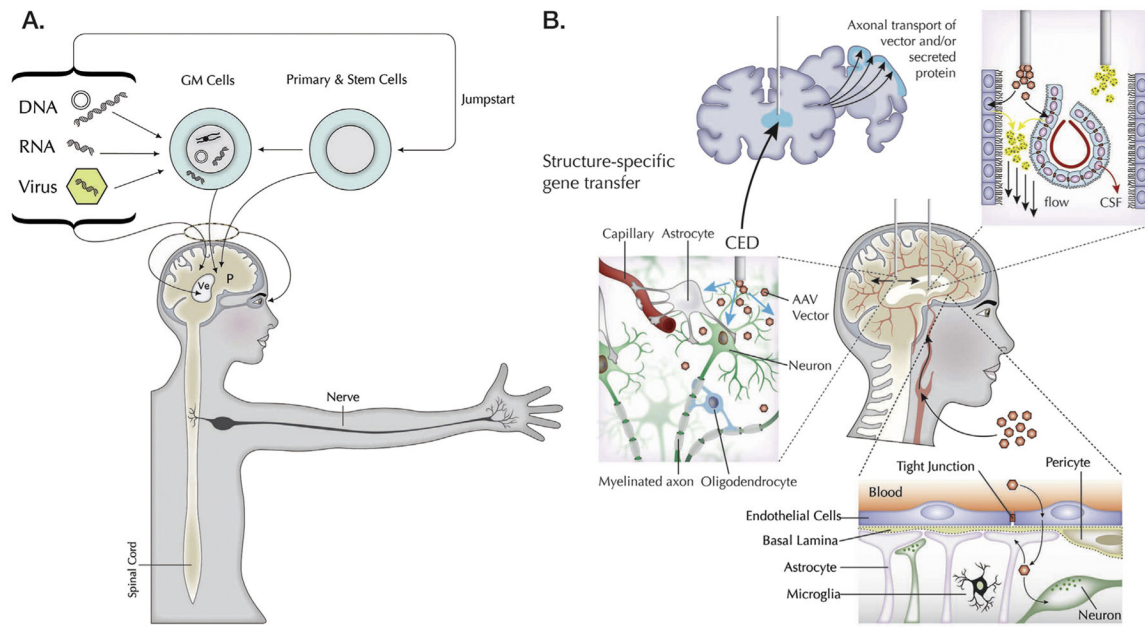 A.
GM Cells
Primary & Stem Cells
DNA
RNA
Virus
Jumpstart
Ve
P
Nerve
Spinal Cord
B.
Axonal transport of
vector and/or
secreted
protein
Structure-specific
gene transfer
flow
CSF
CED
Capillary
Astrocyte
AAV
Vector
Neuron
Myelinated axon
Oligodendrocyte
Tight Junction
Pericyte
Blood
Endothelial Cells
Basal Lamina
Astrocyte
Microglia
Neuron